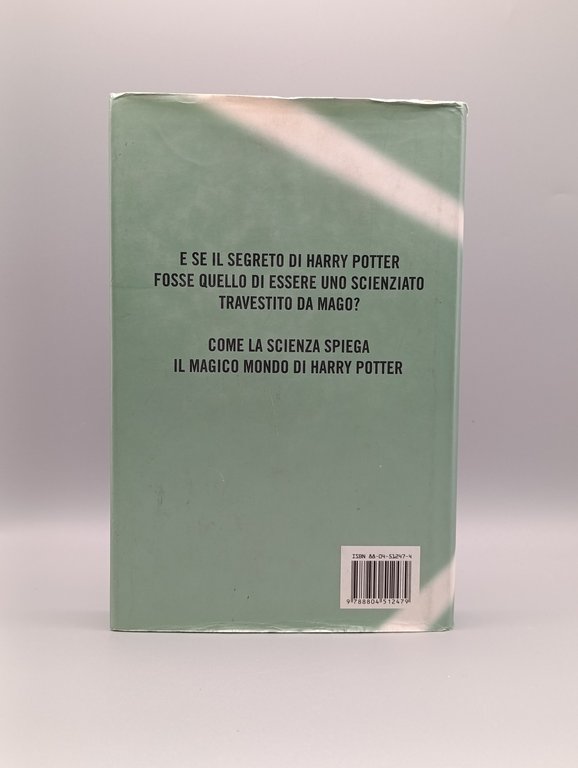 E SE IL SEGRETO DI HARRY POTTER
FOSSE QUELLO DI ESSERE UNO SCIENZIATO
TRAVESTITO DA MAGO?
COME LA SCIENZA SPIEGA
IL MAGICO MONDO DI HARRY POTTER
ISBN 88-04-51247-4
9 788804 512479